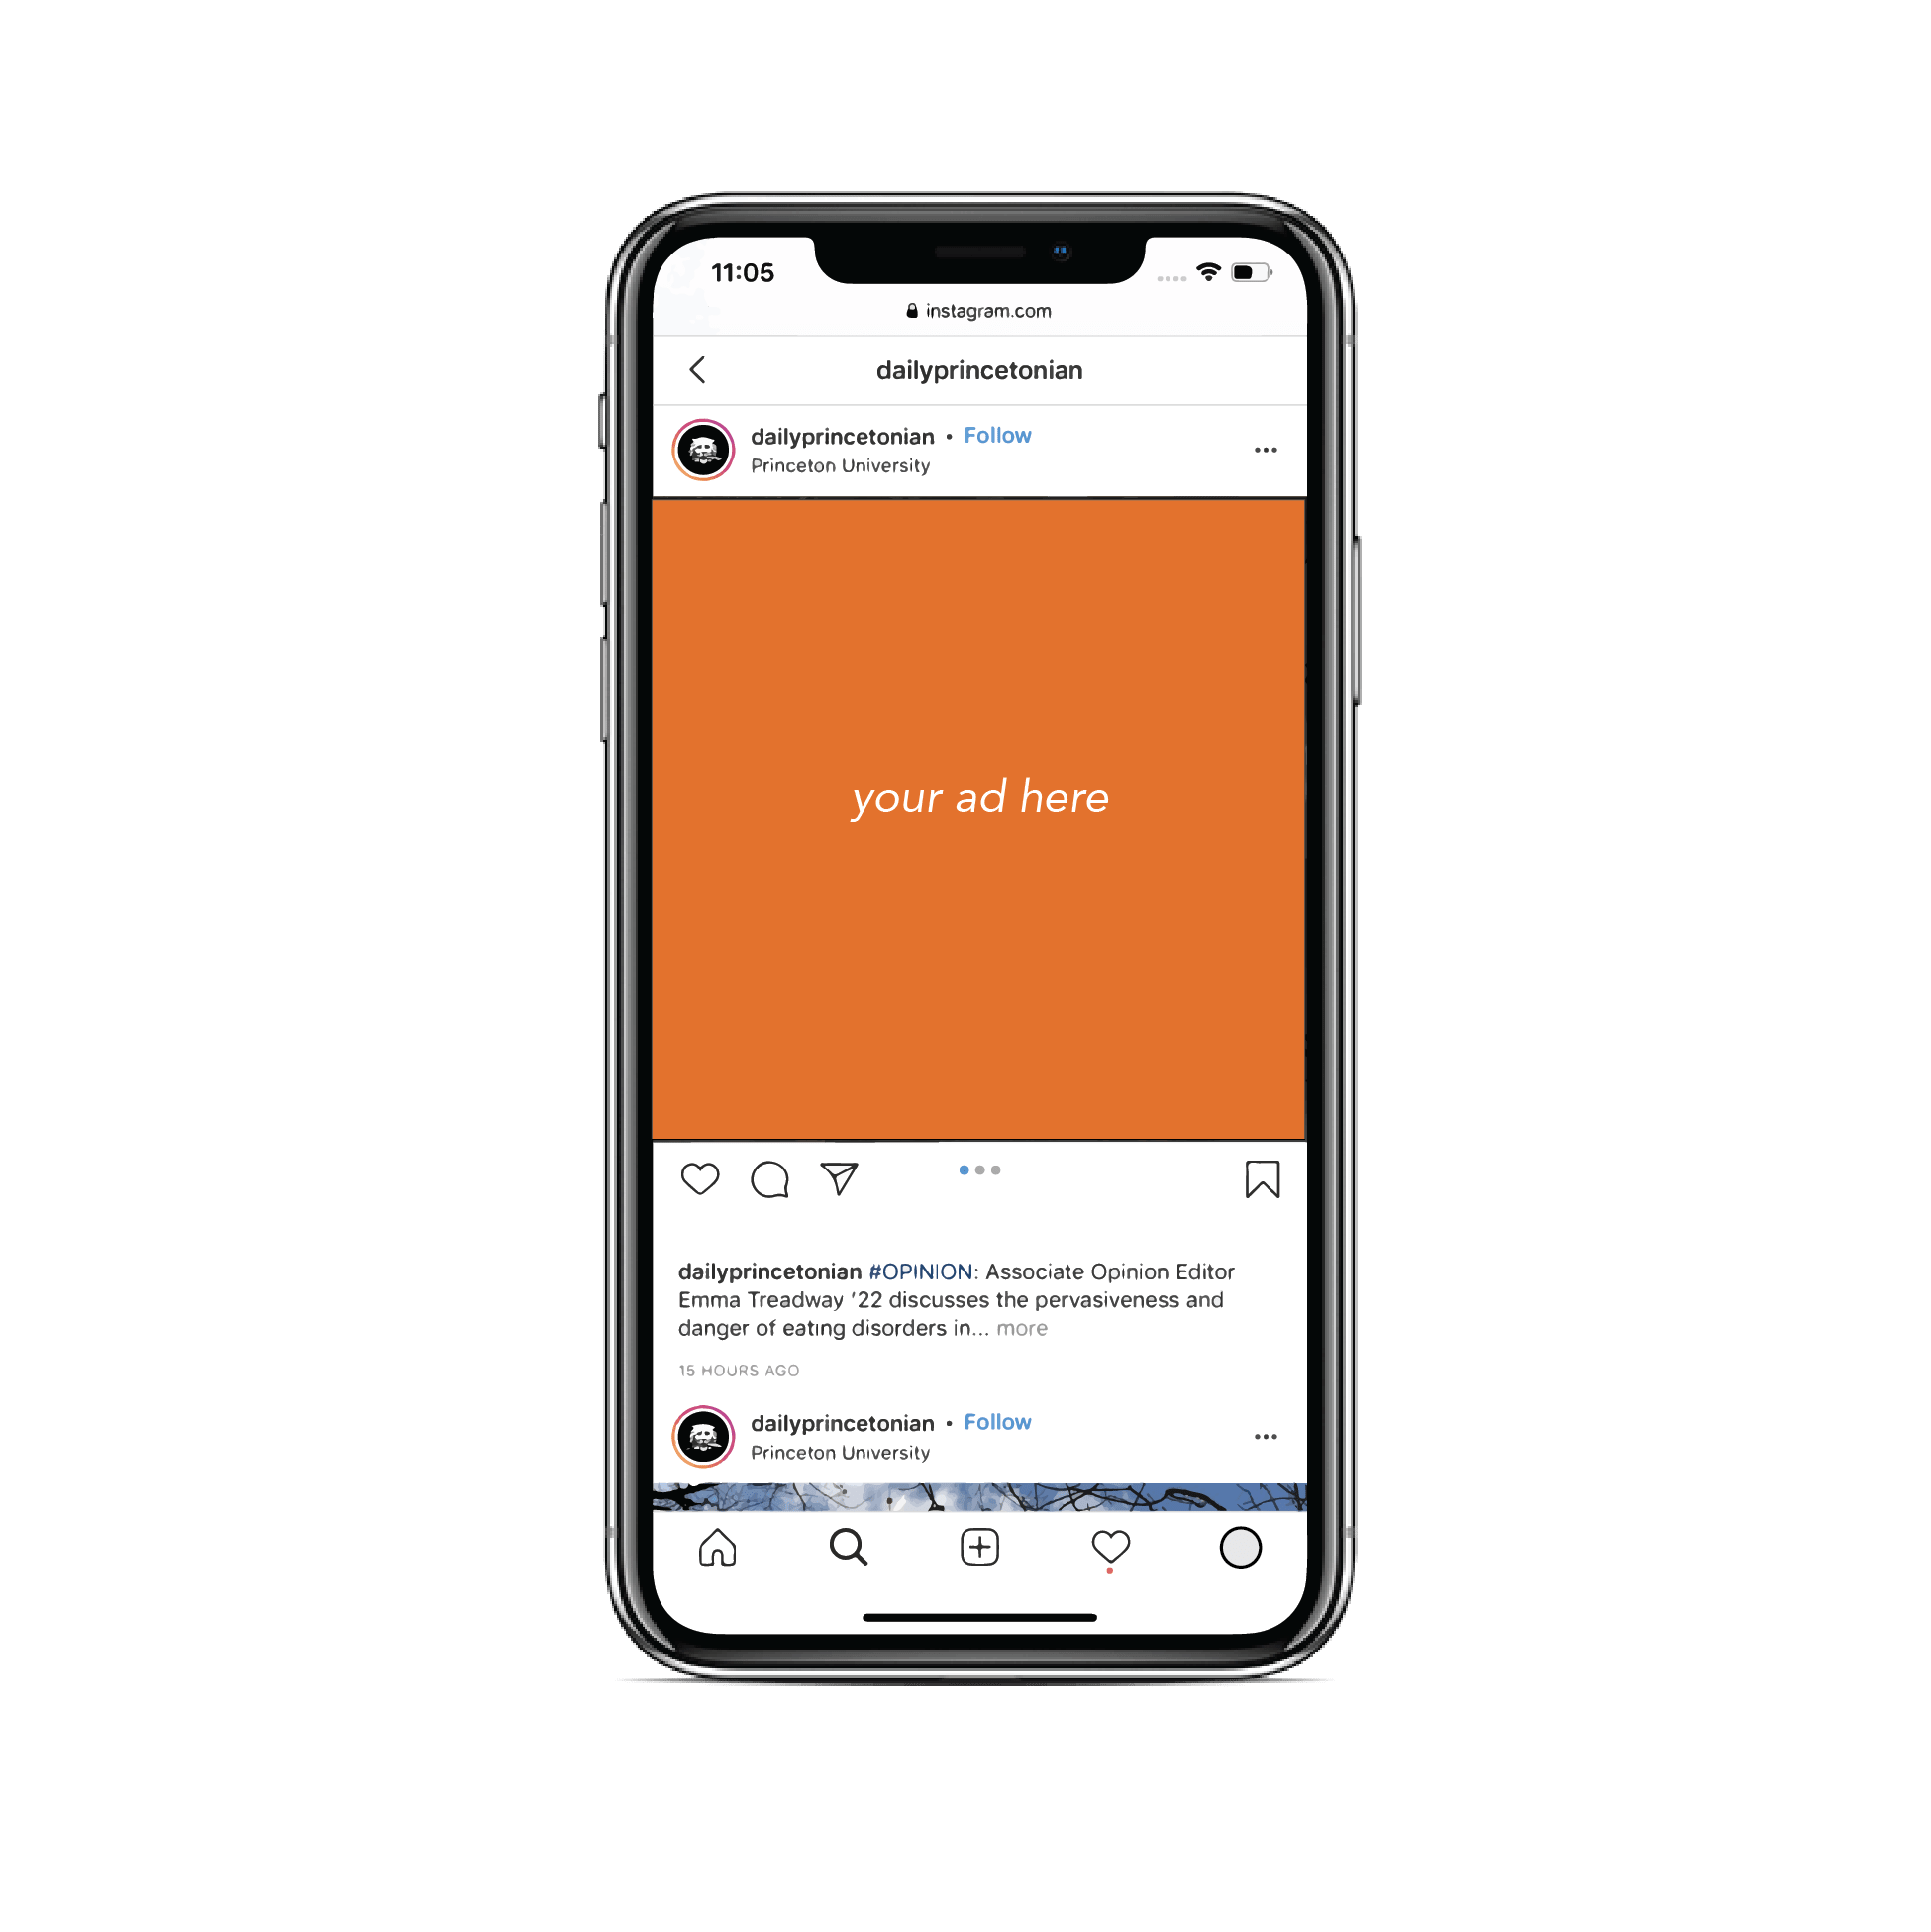 11:05
instagram.com
dailyprincetonian
dailyprincetonian • Follow
Princeton University
your ad here
dailyprincetonian #OPINION: Associate Opinion Editor
Emma Treadway '22 discusses the pervasiveness and
danger of eating disorders in... more
15 HOURS AGO
dailyprincetonian • Follow
Princeton University